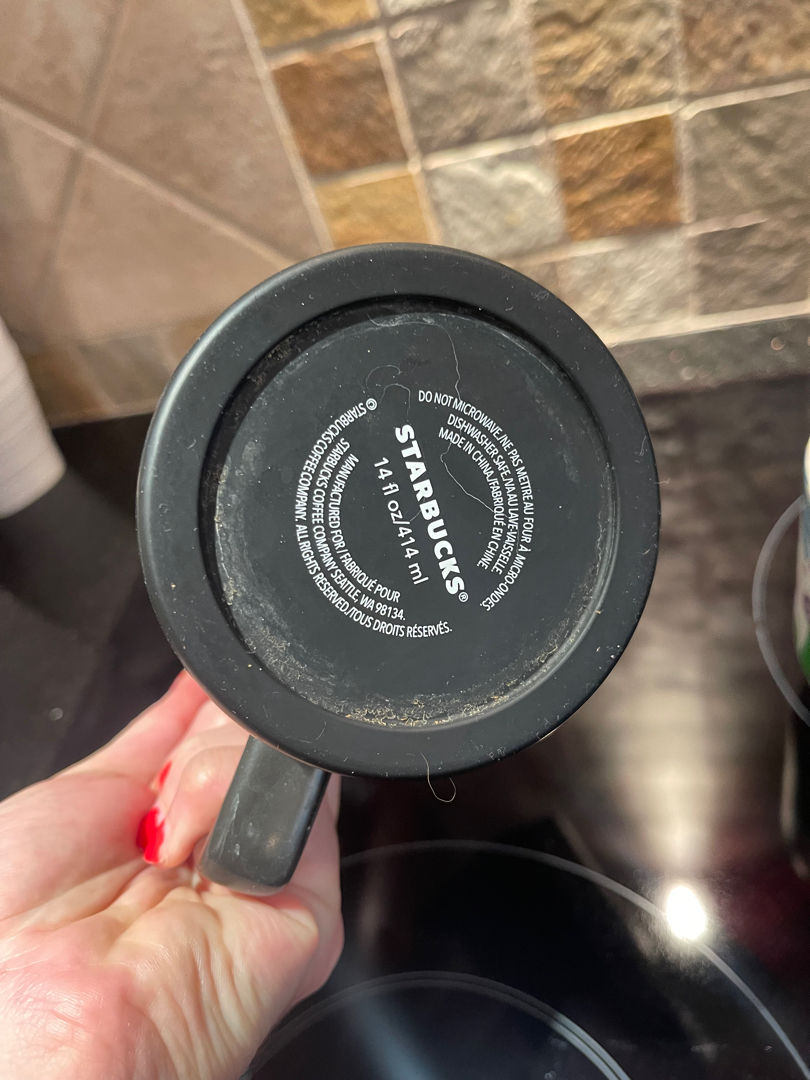 STARBUCKS®
14 fl oz/414 ml
DO NOT MICROWAVE./NE PAS METTRE AU FOUR À MICRO-ONDES.
DISHWASHER SAFE./VA AU LAVE-VAISSELLE.
MADE IN CHINA./FABRIQUÉ EN CHINE.
MANUFACTURED FOR / FABRIQUÉ POUR
STARBUCKS COFFEE COMPANY SEATTLE, WA 98134.
© STARBUCKS COFFEE COMPANY. ALL RIGHTS RESERVED./TOUS DROITS RÉSERVÉS.